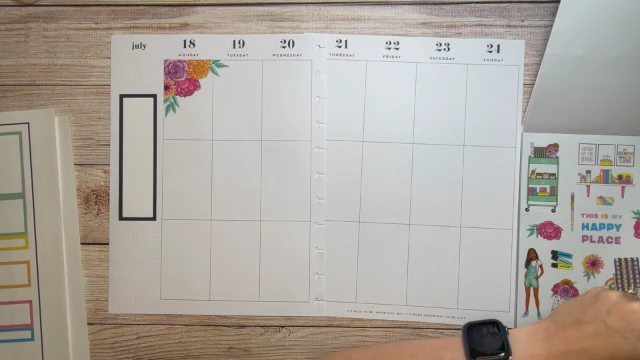 july
18 19 20 21 22 23 24
MONDAY TUESDAY WEDNESDAY THURSDAY FRIDAY SATURDAY SUNDAY
THIS IS MY
HAPPY
PLACE